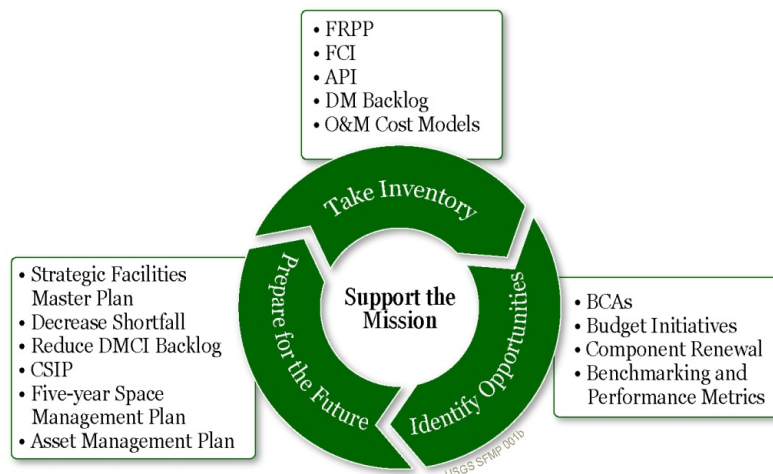 • FRPP
• FCI
• API
• DM Backlog
• O&M Cost Models
Take Inventory
• Strategic Facilities
Master Plan
• Decrease Shortfall
• Reduce DMCI Backlog
• CSIP
• Five-year Space
Management Plan
• Asset Management Plan
Prepare for the Future
Support the
Mission
Identify Opportunities
• BCAs
• Budget Initiatives
• Component Renewal
• Benchmarking and
Performance Metrics
USGS SFMP 001b